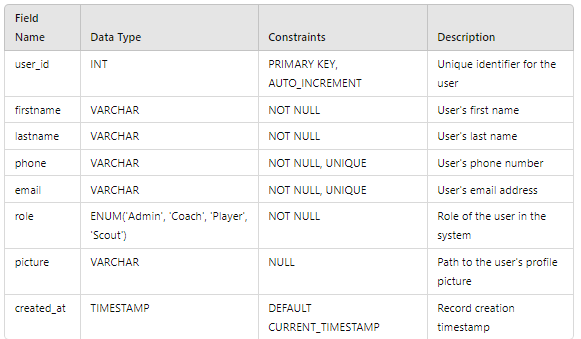 Field
Name Data Type Constraints Description
user_id INT PRIMARY KEY, Unique identifier for the
AUTO_INCREMENT user
firstname VARCHAR NOT NULL User's first name
lastname VARCHAR NOT NULL User's last name
phone VARCHAR NOT NULL, UNIQUE User's phone number
email VARCHAR NOT NULL, UNIQUE User's email address
role ENUM('Admin', 'Coach', 'Player', NOT NULL Role of the user in the
'Scout') system
picture VARCHAR NULL Path to the user's profile
picture
created_at TIMESTAMP DEFAULT Record creation
CURRENT_TIMESTAMP timestamp